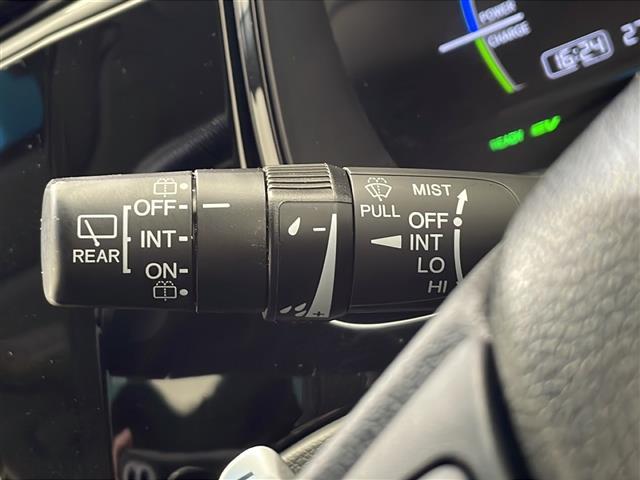 POWER
CHARGE
16:24
READY EV
OFF
INT
REAR
ON
- +
MIST
PULL
OFF
INT
LO
HI